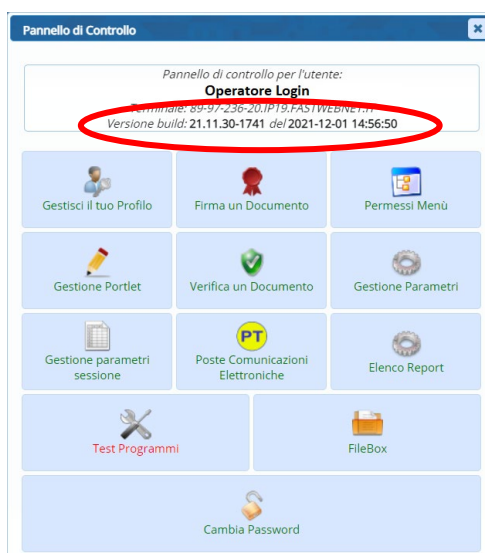 Pannello di Controllo
Pannello di controllo per l'utente:
Operatore Login
Terminale: 89-97-236-20.IP19.FASTWEBNET.IT
Versione build: 21.11.30-1741 del 2021-12-01 14:56:50
Gestisci il tuo Profilo
Firma un Documento
Permessi Menù
Gestione Portlet
Verifica un Documento
Gestione Parametri
Gestione parametri
sessione
PT
Poste Comunicazioni
Elettroniche
Elenco Report
Test Programmi
FileBox
Cambia Password